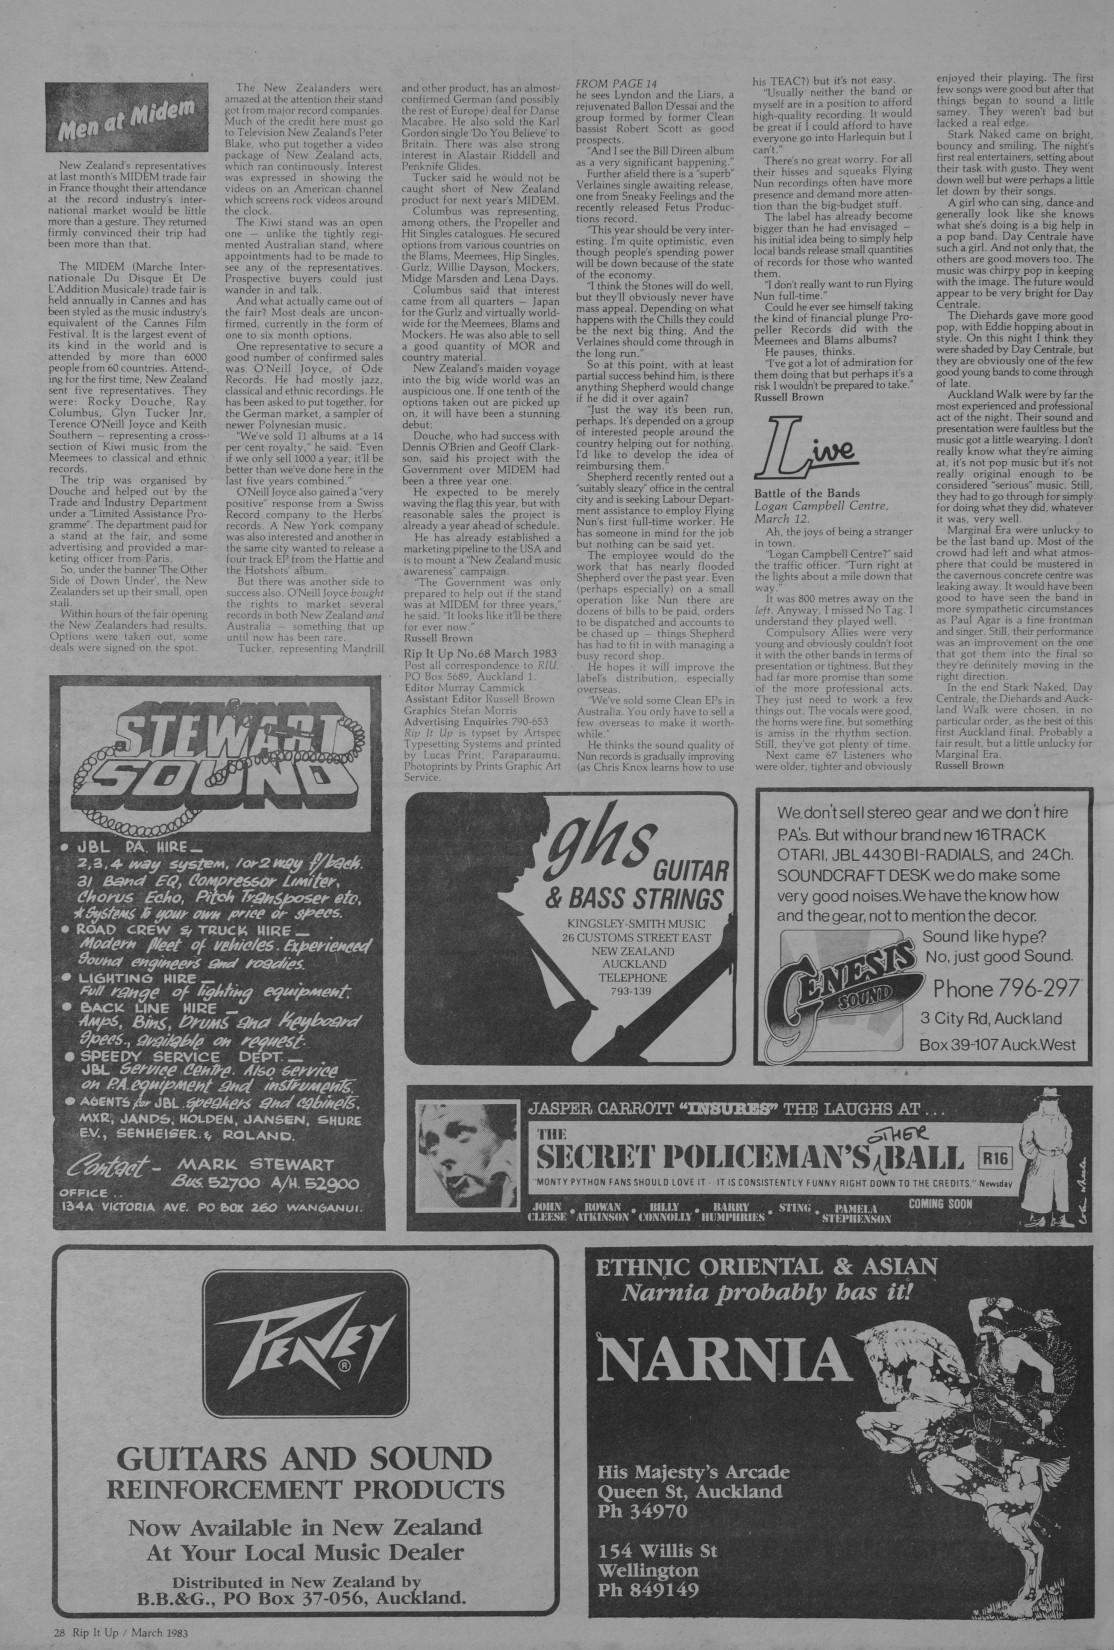 Men at Midem
New Zealand's representatives
at last month's MIDEM trade fair
in France thought their attendance
at the record industry's inter-
national market would be little
more than a gesture. They returned
firmly convinced their trip had
been more than that.
The MIDEM (Marche Inter-
nationale Du Disque Et De
L'Addition Musicale) trade fair is
held annually in Cannes and has
been styled as the music industry's
equivalent of the Cannes Film
Festival. It is the largest event of
its kind in the world and is
attended by more than 6000
people from 60 countries. Attend-
ing for the first time, New Zealand
sent five representatives. They
were: Rocky Douche, Ray
Columbus, Glyn Tucker Jnr,
Terence O'Neill Joyce and Keith
Southern — representing a cross-
section of Kiwi music from the
Meemees to classical and ethnic
records.
The trip was organised by
Douche and helped out by the
Trade and Industry Department
under a "Limited Assistance Pro-
gramme". The department paid for
a stand at the fair, and some
advertising and provided a mar-
keting officer from Paris.
So, under the banner 'The Other
Side of Down Under', the New
Zealanders set up their small, open
stall.
Within hours of the fair opening
the New Zealanders had results.
Options were taken out, some
deals were signed on the spot.
The New Zealanders were
amazed at the attention their stand
got from major record companies.
Much of the credit here must go
to Television New Zealand's Peter
Blake, who put together a video
package of New Zealand acts,
which ran continuously. Interest
was expressed in showing the
videos on an American channel
which screens rock videos around
the clock.
The Kiwi stand was an open
one — unlike the tightly regi-
mented Australian stand, where
appointments had to be made to
see any of the representatives.
Prospective buyers could just
wander in and talk.
And what actually came out of
the fair? Most deals are uncon-
firmed, currently in the form of
one to six month options.
One representative to secure a
good number of confirmed sales
was O'Neill Joyce, of Ode
Records. He had mostly jazz,
classical and ethnic recordings. He
has been asked to put together, for
the German market, a sampler of
newer Polynesian music.
"We've sold 11 albums at a 14
per cent royalty," he said. "Even
if we only sell 1000 a year, it'll be
better than we've done here in the
last five years combined."
O'Neill Joyce also gained a "very
positive" response from a Swiss
Record company to the Herbs'
records. A New York company
was also interested and another in
the same city wanted to release a
four track EP from the Hattie and
the Hotshots' album.
But there was another side to
success also. O'Neill Joyce bought
the rights to market several
records in both New Zealand and
Australia — something that up
until now has been rare.
Tucker, representing Mandrill
and other product, has an almost-
confirmed German (and possibly
the rest of Europe) deal for Danse
Macabre. He also sold the Karl
Gordon single 'Do You Believe' to
Britain. There was also strong
interest in Alastair Riddell and
Penknife Glides.
Tucker said he would not be
caught short of New Zealand
product for next year's MIDEM.
Columbus was representing,
among others, the Propeller and
Hit Singles catalogues. He secured
options from various countries on
the Blams, Meemees, Hip Singles,
Gurlz, Willie Dayson, Mockers,
Midge Marsden and Lena Days.
Columbus said that interest
came from all quarters — Japan
for the Gurlz and virtually world-
wide for the Meemees, Blams and
Mockers. He was also able to sell
a good quantity of MOR and
country material.
New Zealand's maiden voyage
into the big wide world was an
auspicious one. If one tenth of the
options taken out are picked up
on, it will have been a stunning
debut.
Douche, who had success with
Dennis O'Brien and Geoff Clark-
son, said his project with the
Government over MIDEM had
been a three year one.
He expected to be merely
waving the flag this year, but with
reasonable sales the project is
already a year ahead of schedule.
He has already established a
marketing pipeline to the USA and
is to mount a "New Zealand music
awareness" campaign.
"The Government was only
prepared to help out if the stand
was at MIDEM for three years,"
he said. "It looks like it'll be there
for ever now."
Russell Brown
Rip It Up No.68 March 1983
Post all correspondence to RIU,
PO Box 5689, Auckland 1.
Editor Murray Cammick
Assistant Editor Russell Brown
Graphics Stefan Morris
Advertising Enquiries 790-653
Rip It Up is typset by Artspec
Typesetting Systems and printed
by Lucas Print, Paraparaumu.
Photoprints by Prints Graphic Art
Service.
FROM PAGE 14
he sees Lyndon and the Liars, a
rejuvenated Ballon D'essai and the
group formed by former Clean
bassist Robert Scott as good
prospects.
"And I see the Bill Direen album
as a very significant happening."
Further afield there is a "superb"
Verlaines single awaiting release,
one from Sneaky Feelings and the
recently released Fetus Produc-
tions record.
"This year should be very inter-
esting. I'm quite optimistic, even
though people's spending power
will be down because of the state
of the economy.
"I think the Stones will do well,
but they'll obviously never have
mass appeal. Depending on what
happens with the Chills they could
be the next big thing. And the
Verlaines should come through in
the long run."
So at this point, with at least
partial success behind him, is there
anything Shepherd would change
if he did it over again?
"Just the way it's been run,
perhaps. It's depended on a group
of interested people around the
country helping out for nothing.
I'd like to develop the idea of
reimbursing them."
Shepherd recently rented out a
"suitably sleazy" office in the central
city and is seeking Labour Depart-
ment assistance to employ Flying
Nun's first full-time worker. He
has someone in mind for the job
but nothing can be said yet.
The employee would do the
work that has nearly flooded
Shepherd over the past year. Even
(perhaps especially) on a small
operation like Nun there are
dozens of bills to be paid, orders
to be dispatched and accounts to
be chased up — things Shepherd
has had to fit in with managing a
busy record shop.
He hopes it will improve the
label's distribution, especially
overseas.
"We've sold some Clean EPs in
Australia. You only have to sell a
few overseas to make it worth-
while."
He thinks the sound quality of
Nun records is gradually improving
(as Chris Knox learns how to use
his TEAC?) but it's not easy.
"Usually neither the band or
myself are in a position to afford
high-quality recording. It would
be great if I could afford to have
everyone go into Harlequin but I
can't."
There's no great worry. For all
their hisses and squeaks Flying
Nun recordings often have more
presence and demand more atten-
tion than the big-budget stuff.
The label has already become
bigger than he had envisaged —
his initial idea being to simply help
local bands release small quantities
of records for those who wanted
them.
"I don't really want to run Flying
Nun full-time."
Could he ever see himself taking
the kind of financial plunge Pro-
peller Records did with the
Meemees and Blams albums?
He pauses, thinks.
"I've got a lot of admiration for
them doing that but perhaps it's a
risk I wouldn't be prepared to take."
Russell Brown
Live
Battle of the Bands
Logan Campbell Centre,
March 12.
Ah, the joys of being a stranger
in town.
"Logan Campbell Centre?" said
the traffic officer. "Turn right at
the lights about a mile down that
way."
It was 800 metres away on the
left. Anyway, I missed No Tag. I
understand they played well.
Compulsory Allies were very
young and obviously couldn't foot
it with the other bands in terms of
presentation or tightness. But they
had far more promise than some
of the more professional acts.
They just need to work a few
things out. The vocals were good,
the horns were fine, but something
is amiss in the rhythm section.
Still, they've got plenty of time.
Next came 67 Listeners who
were older, tighter and obviously
enjoyed their playing. The first
few songs were good but after that
things began to sound a little
samey. They weren't bad but
lacked a real edge.
Stark Naked came on bright,
bouncy and smiling. The night's
first real entertainers, setting about
their task with gusto. They went
down well but were perhaps a little
let down by their songs.
A girl who can sing, dance and
generally look like she knows
what she's doing is a big help in
a pop band. Day Centrale have
such a girl. And not only that, the
others are good movers too. The
music was chirpy pop in keeping
with the image. The future would
appear to be very bright for Day
Centrale.
The Diehards gave more good
pop, with Eddie hopping about in
style. On this night I think they
were shaded by Day Centrale, but
they are obviously one of the few
good young bands to come through
of late.
Auckland Walk were by far the
most experienced and professional
act of the night. Their sound and
presentation were faultless but the
music got a little wearying. I don't
really know what they're aiming
at, it's not pop music but it's not
really original enough to be
considered "serious" music. Still,
they had to go through for simply
for doing what they did, whatever
it was, very well.
Marginal Era were unlucky to
be the last band up. Most of the
crowd had left and what atmos-
phere that could be mustered in
the cavernous concrete centre was
leaking away. It would have been
good to have seen the band in
more sympathetic circumstances
as Paul Agar is a fine frontman
and singer. Still, their performance
was an improvement on the one
that got them into the final so
they're definitely moving in the
right direction.
In the end Stark Naked, Day
Centrale, the Diehards and Auck-
land Walk were chosen, in no
particular order, as the best of this
first Auckland final. Probably a
fair result, but a little unlucky for
Marginal Era.
Russell Brown
STEWART
SOUND
• JBL P.A. HIRE —
2,3,4 way system, 1 or 2 way f/back.
31 Band EQ, Compressor Limiter,
Chorus Echo, Pitch Transposer etc,
* Systems to your own price or specs.
• ROAD CREW & TRUCK HIRE —
Modern fleet of vehicles. Experienced
Sound engineers and roadies.
• LIGHTING HIRE —
Full range of lighting equipment.
• BACK LINE HIRE —
Amps, Bins, Drums and Keyboard
Specs., available on request.
• SPEEDY SERVICE DEPT. —
JBL Service Centre. Also service
on P.A. equipment and instruments.
• AGENTS for JBL speakers and cabinets,
MXR, JANDS, HOLDEN, JANSEN, SHURE
E.V., SENHEISER & ROLAND.
Contact — MARK STEWART
Bus. 52700 A/H. 52900
OFFICE ..
134A VICTORIA AVE. PO BOX 260 WANGANUI.
ghs
GUITAR
& BASS STRINGS
KINGSLEY-SMITH MUSIC
26 CUSTOMS STREET EAST
NEW ZEALAND
AUCKLAND
TELEPHONE
793-139
We don't sell stereo gear and we don't hire
PA's. But with our brand new 16 TRACK
OTARI, JBL 4430 BI-RADIALS, and 24 Ch.
SOUNDCRAFT DESK we do make some
very good noises. We have the know how
and the gear, not to mention the decor.
Sound like hype?
No, just good Sound.
GENESIS
SOUND
Phone 796-297
3 City Rd, Auckland
Box 39-107 Auck. West
JASPER CARROTT "INSURES" THE LAUGHS AT ...
THE
SECRET POLICEMAN'S OTHER BALL R16
"MONTY PYTHON FANS SHOULD LOVE IT - IT IS CONSISTENTLY FUNNY RIGHT DOWN TO THE CREDITS." Newsday
JOHN CLEESE • ROWAN ATKINSON • BILLY CONNOLLY • BARRY HUMPHRIES • STING • PAMELA STEPHENSON
COMING SOON
Colin Wheeler
PEAVEY ®
GUITARS AND SOUND
REINFORCEMENT PRODUCTS
Now Available in New Zealand
At Your Local Music Dealer
Distributed in New Zealand by
B.B.&G., PO Box 37-056, Auckland.
ETHNIC ORIENTAL & ASIAN
Narnia probably has it!
NARNIA
His Majesty's Arcade
Queen St, Auckland
Ph 34970
154 Willis St
Wellington
Ph 849149
28 Rip It Up / March 1983